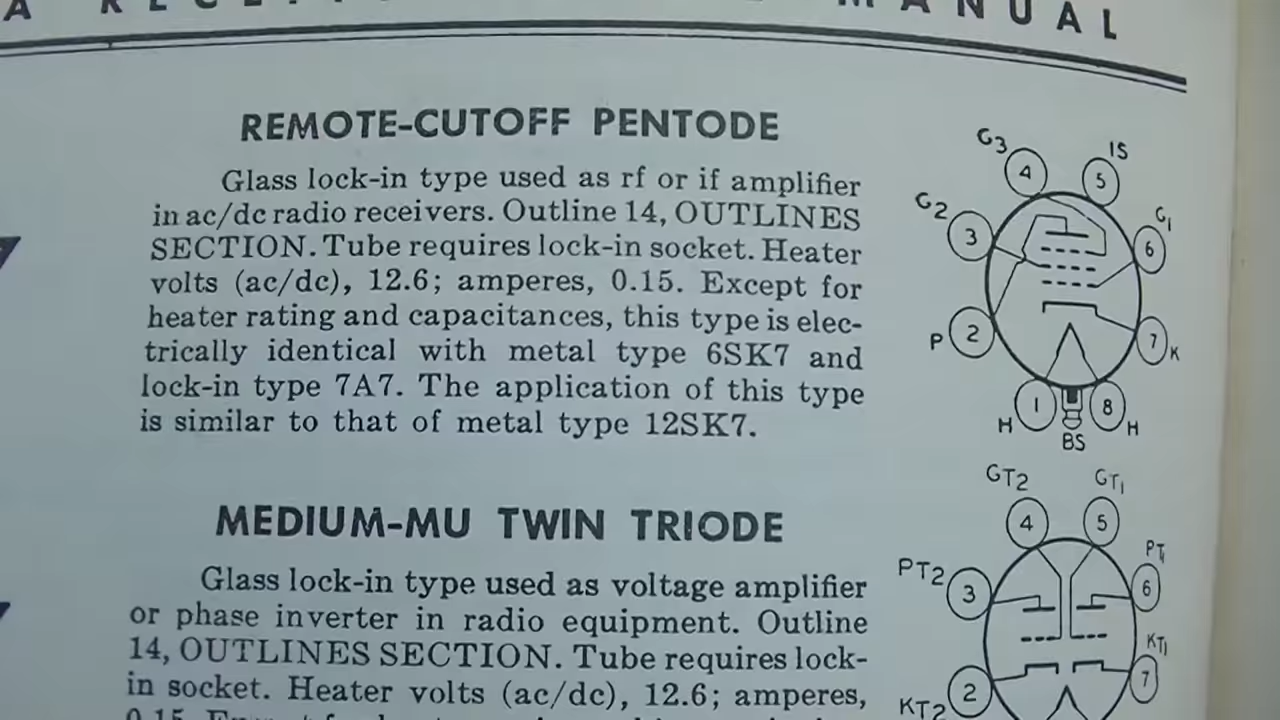 MANUAL
REMOTE-CUTOFF PENTODE
Glass lock-in type used as rf or if amplifier
in ac/dc radio receivers. Outline 14, OUTLINES
SECTION. Tube requires lock-in socket. Heater
volts (ac/dc), 12.6; amperes, 0.15. Except for
heater rating and capacitances, this type is elec-
trically identical with metal type 6SK7 and
lock-in type 7A7. The application of this type
is similar to that of metal type 12SK7.
G3
IS
4
5
G2
G1
3
6
P
2
7
K
H
1
8
H
BS
MEDIUM-MU TWIN TRIODE
Glass lock-in type used as voltage amplifier
or phase inverter in radio equipment. Outline
14, OUTLINES SECTION. Tube requires lock-
in socket. Heater volts (ac/dc), 12.6; amperes,
GT2
GT1
4
5
PT2
PT1
3
6
KT1
2
7
KT2